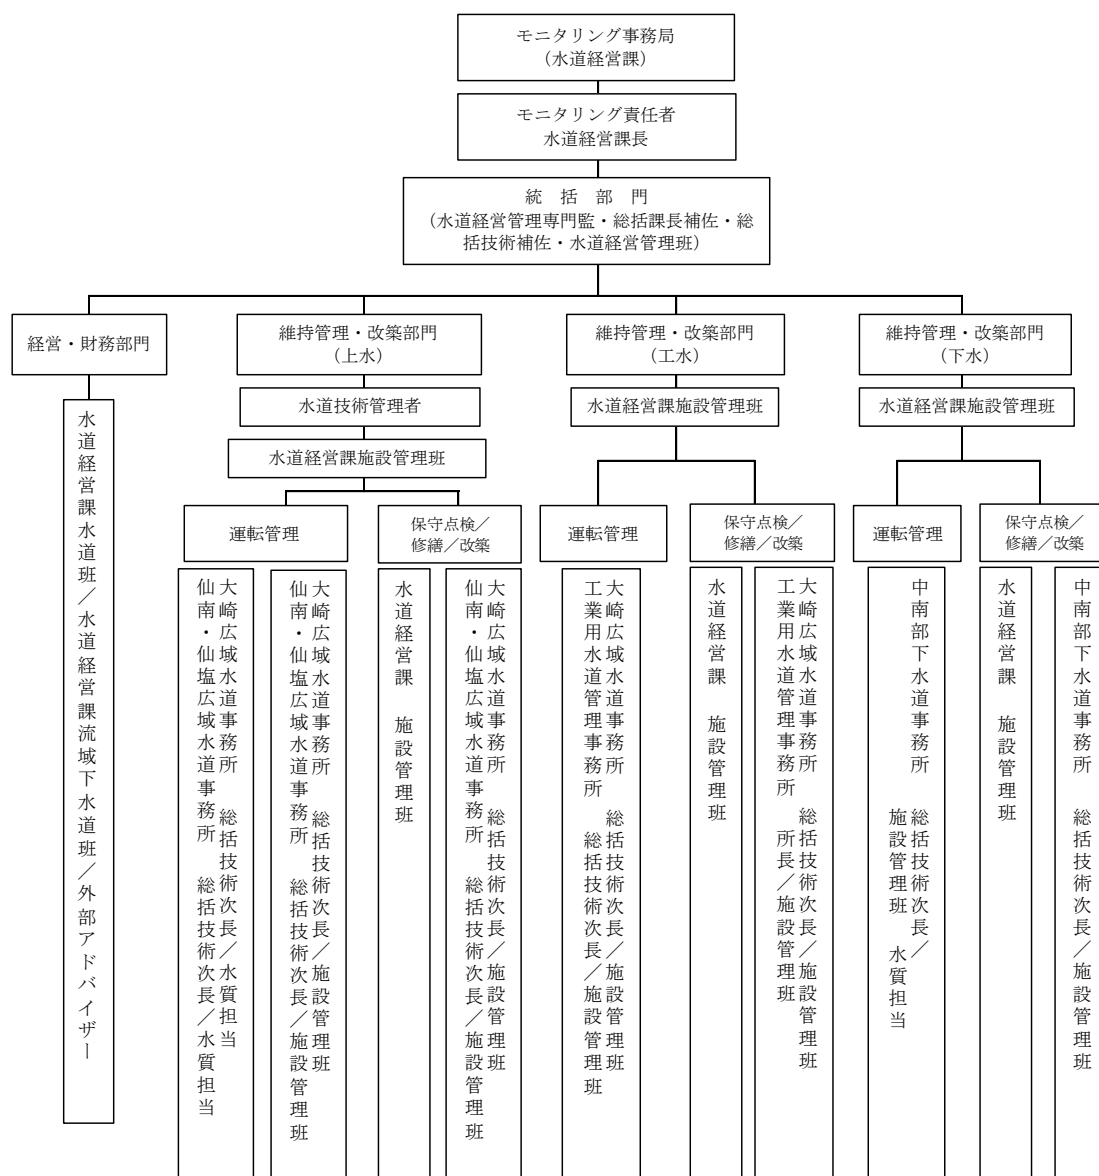 モニタリング事務局
（水道経営課）
モニタリング責任者
水道経営課長
統 括 部 門
（水道経営管理専門監・総括課長補佐・総
括技術補佐・水道経営管理班）
経営・財務部門
維持管理・改築部門
（上水）
維持管理・改築部門
（工水）
維持管理・改築部門
（下水）
水道技術管理者
水道経営課施設管理班
水道経営課施設管理班
水道経営課施設管理班
運転管理
保守点検／
修繕／改築
運転管理
保守点検／
修繕／改築
運転管理
保守点検／
修繕／改築
水道経営課水道班／水道経営課流域下水道班／外部アドバイザー
大崎広域水道事務所 総括技術次長／水質担当
仙南・仙塩広域水道事務所 総括技術次長／水質担当
大崎広域水道事務所 総括技術次長／施設管理班
仙南・仙塩広域水道事務所 総括技術次長／施設管理班
水道経営課 施設管理班
大崎広域水道事務所 総括技術次長／施設管理班
仙南・仙塩広域水道事務所 総括技術次長／施設管理班
大崎広域水道事務所 総括技術次長／施設管理班
工業用水道管理事務所 総括技術次長／施設管理班
水道経営課 施設管理班
大崎広域水道事務所 総括技術次長／施設管理班
工業用水道管理事務所 所長／施設管理班
中南部下水道事務所 総括技術次長／
施設管理班 水質担当
水道経営課 施設管理班
中南部下水道事務所 総括技術次長／施設管理班